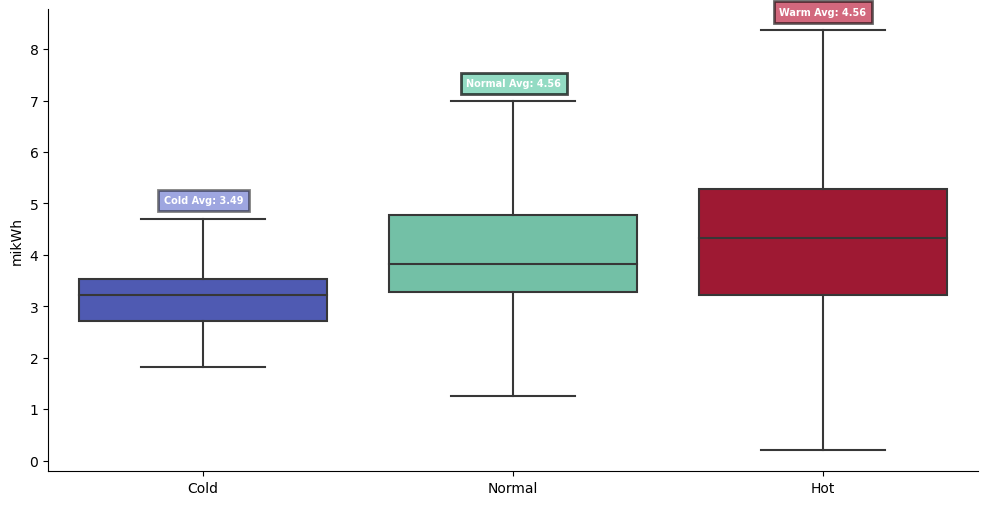 Warm Avg: 4.56
Normal Avg: 4.56
Cold Avg: 3.49
mikWh
8
7
6
5
4
3
2
1
0
Cold
Normal
Hot